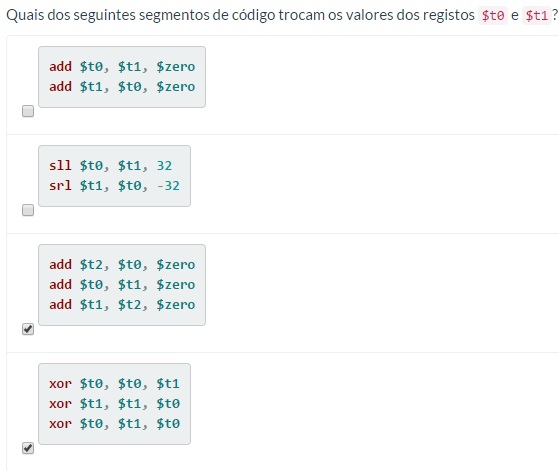 Quais dos seguintes segmentos de código trocam os valores dos registos $t0 e $t1?
add $t0, $t1, $zero
add $t1, $t0, $zero
sll $t0, $t1, 32
srl $t1, $t0, -32
add $t2, $t0, $zero
add $t0, $t1, $zero
add $t1, $t2, $zero
xor $t0, $t0, $t1
xor $t1, $t1, $t0
xor $t0, $t1, $t0